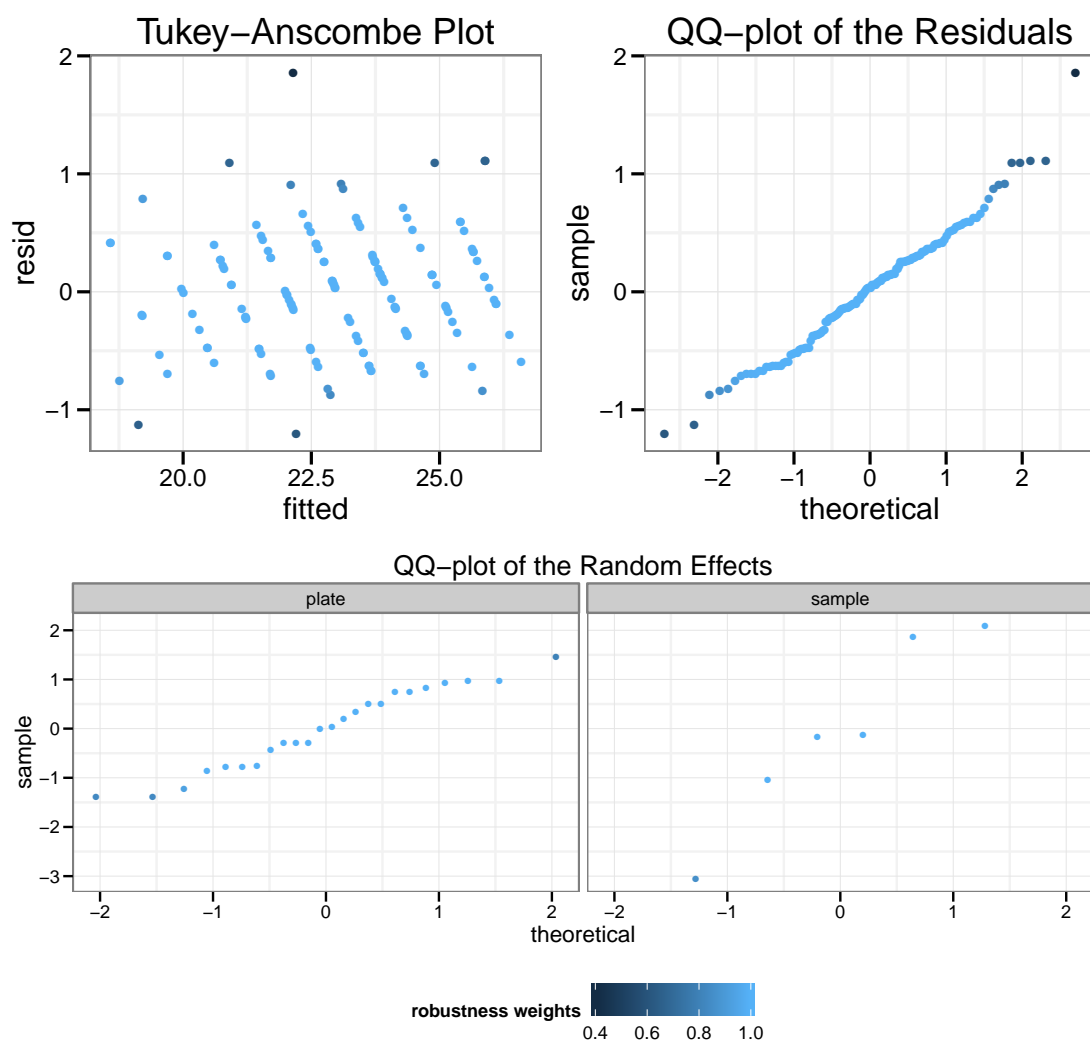 Tukey−Anscombe Plot
2
1
0
−1
resid
20.0 22.5 25.0
fitted
QQ−plot of the Residuals
2
1
0
−1
sample
−2 −1 0 1 2
theoretical
QQ−plot of the Random Effects
plate sample
2
1
0
−1
−2
−3
sample
−2 −1 0 1 2 −2 −1 0 1 2
theoretical
robustness weights
0.4 0.6 0.8 1.0